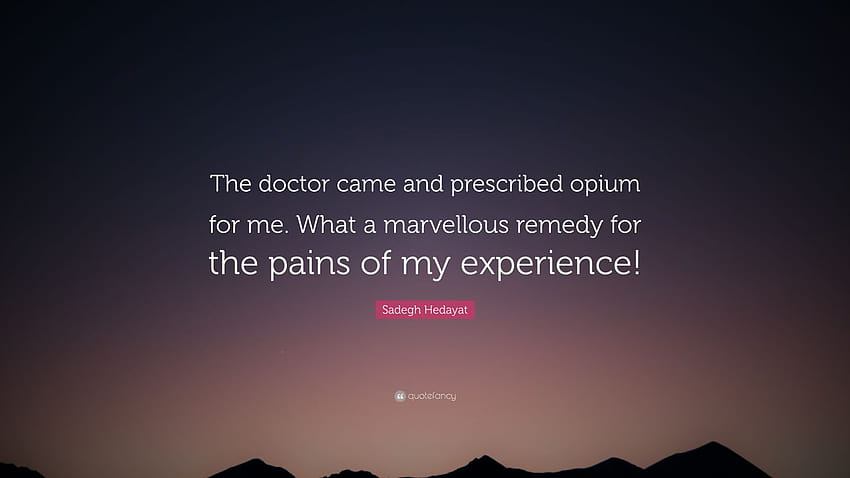 The doctor came and prescribed opium
for me. What a marvellous remedy for
the pains of my experience!
Sadegh Hedayat
quotefancy